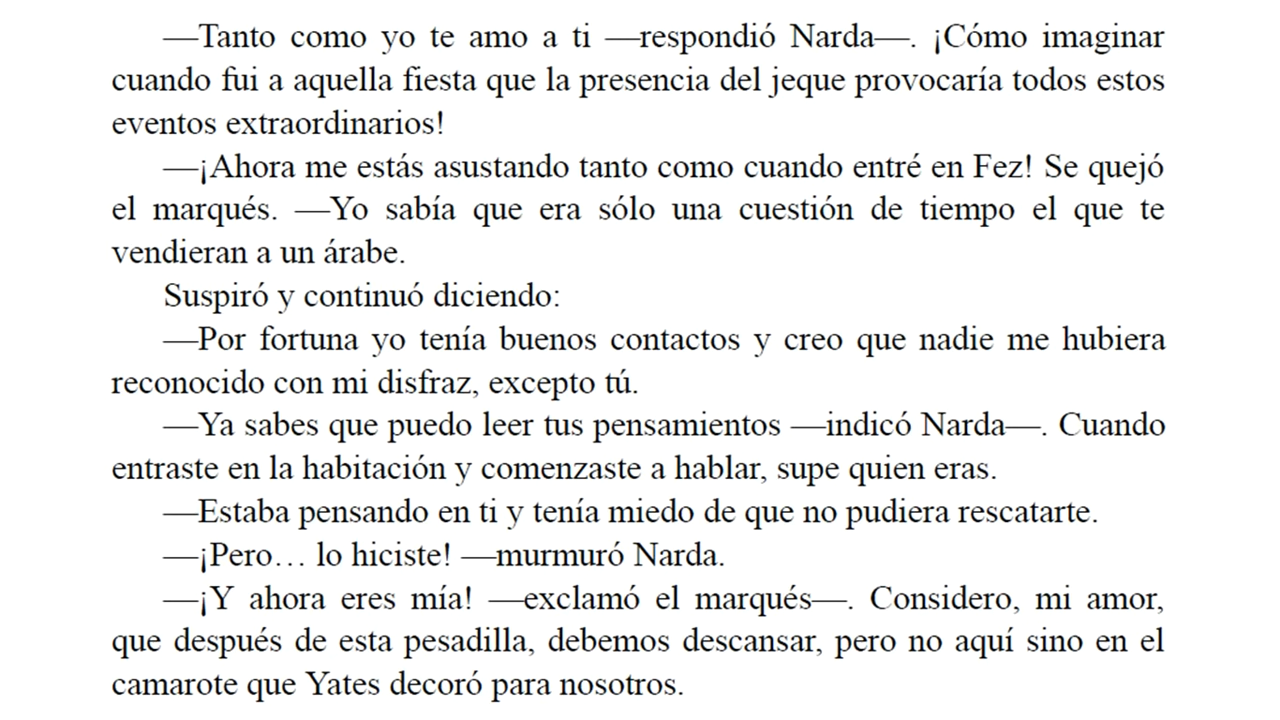 —Tanto como yo te amo a ti —respondió Narda—. ¡Cómo imaginar
cuando fui a aquella fiesta que la presencia del jeque provocaría todos estos
eventos extraordinarios!
—¡Ahora me estás asustando tanto como cuando entré en Fez! Se quejó
el marqués. —Yo sabía que era sólo una cuestión de tiempo el que te
vendieran a un árabe.
Suspiró y continuó diciendo:
—Por fortuna yo tenía buenos contactos y creo que nadie me hubiera
reconocido con mi disfraz, excepto tú.
—Ya sabes que puedo leer tus pensamientos —indicó Narda—. Cuando
entraste en la habitación y comenzaste a hablar, supe quien eras.
—Estaba pensando en ti y tenía miedo de que no pudiera rescatarte.
—¡Pero… lo hiciste! —murmuró Narda.
—¡Y ahora eres mía! —exclamó el marqués—. Considero, mi amor,
que después de esta pesadilla, debemos descansar, pero no aquí sino en el
camarote que Yates decoró para nosotros.